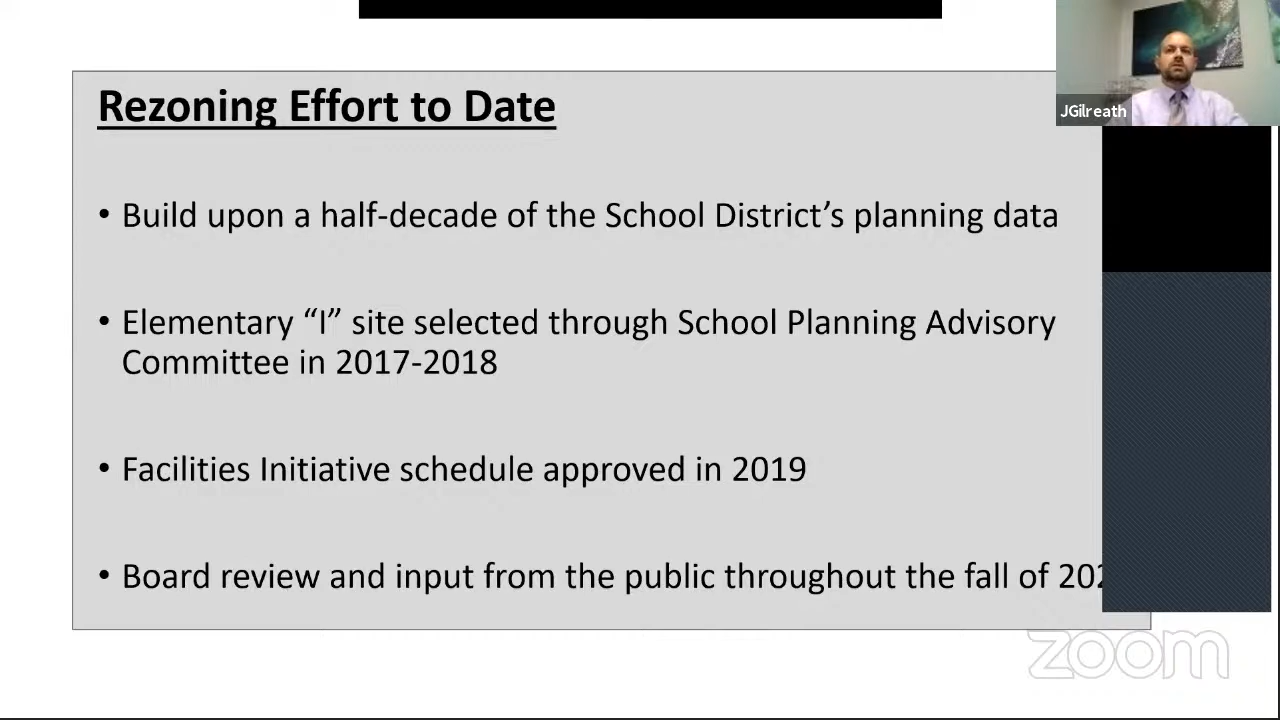 Rezoning Effort to Date
JGilreath
• Build upon a half-decade of the School District’s planning data
• Elementary “I” site selected through School Planning Advisory
Committee in 2017-2018
• Facilities Initiative schedule approved in 2019
• Board review and input from the public throughout the fall of
zoom